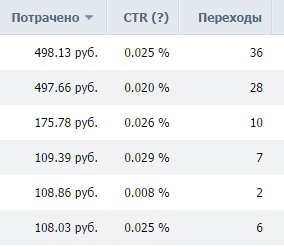 Потрачено CTR (?) Переходы
498.13 руб. 0.025 % 36
497.66 руб. 0.020 % 28
175.78 руб. 0.026 % 10
109.39 руб. 0.029 % 7
108.86 руб. 0.008 % 2
108.03 руб. 0.025 % 6